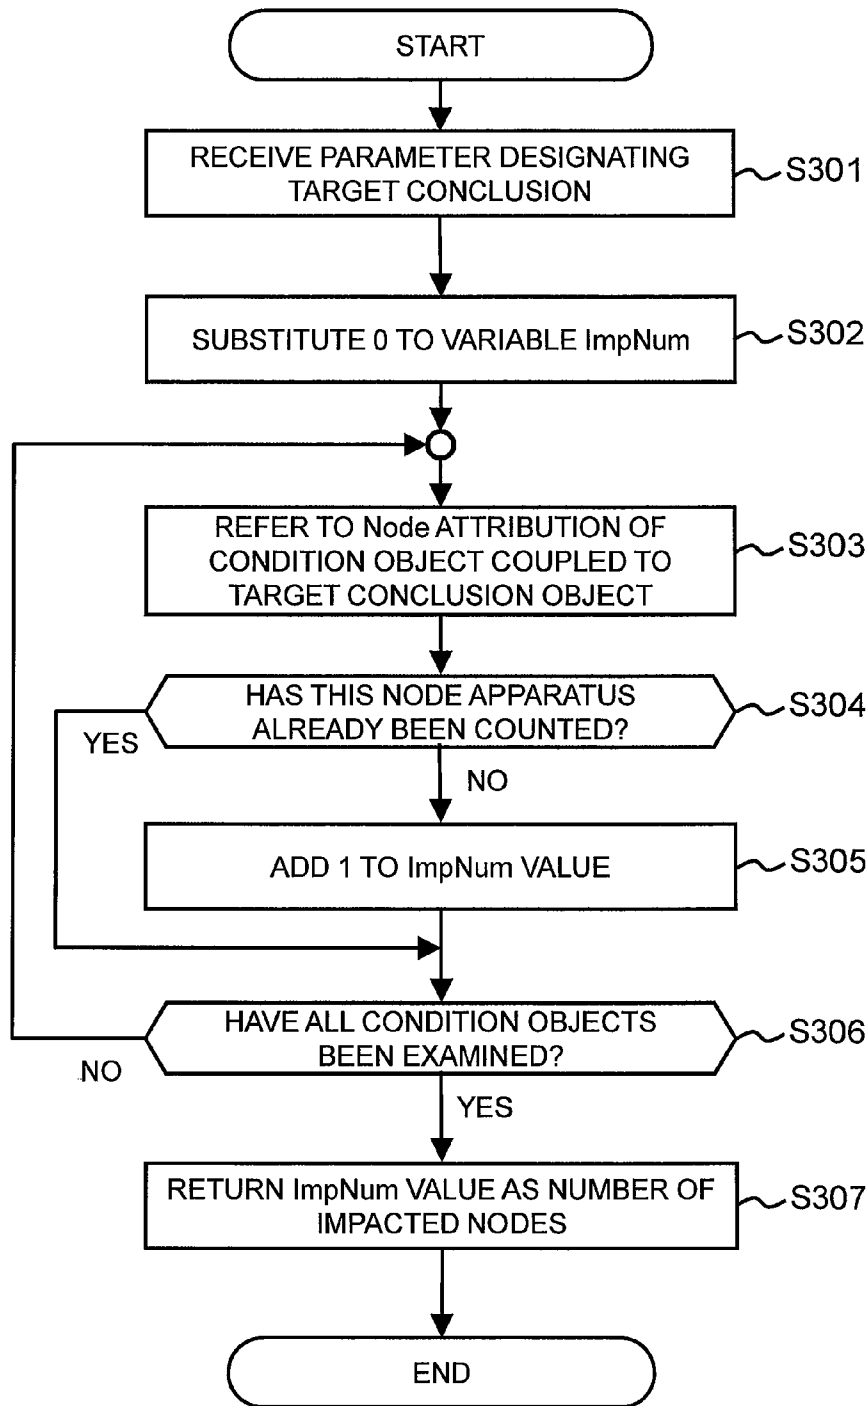 START
RECEIVE PARAMETER DESIGNATING
TARGET CONCLUSION
S301
SUBSTITUTE 0 TO VARIABLE ImpNum
S302
REFER TO Node ATTRIBUTION OF
CONDITION OBJECT COUPLED TO
TARGET CONCLUSION OBJECT
S303
HAS THIS NODE APPARATUS
ALREADY BEEN COUNTED?
S304
YES
NO
ADD 1 TO ImpNum VALUE
S305
HAVE ALL CONDITION OBJECTS
BEEN EXAMINED?
S306
NO
YES
RETURN ImpNum VALUE AS NUMBER OF
IMPACTED NODES
S307
END